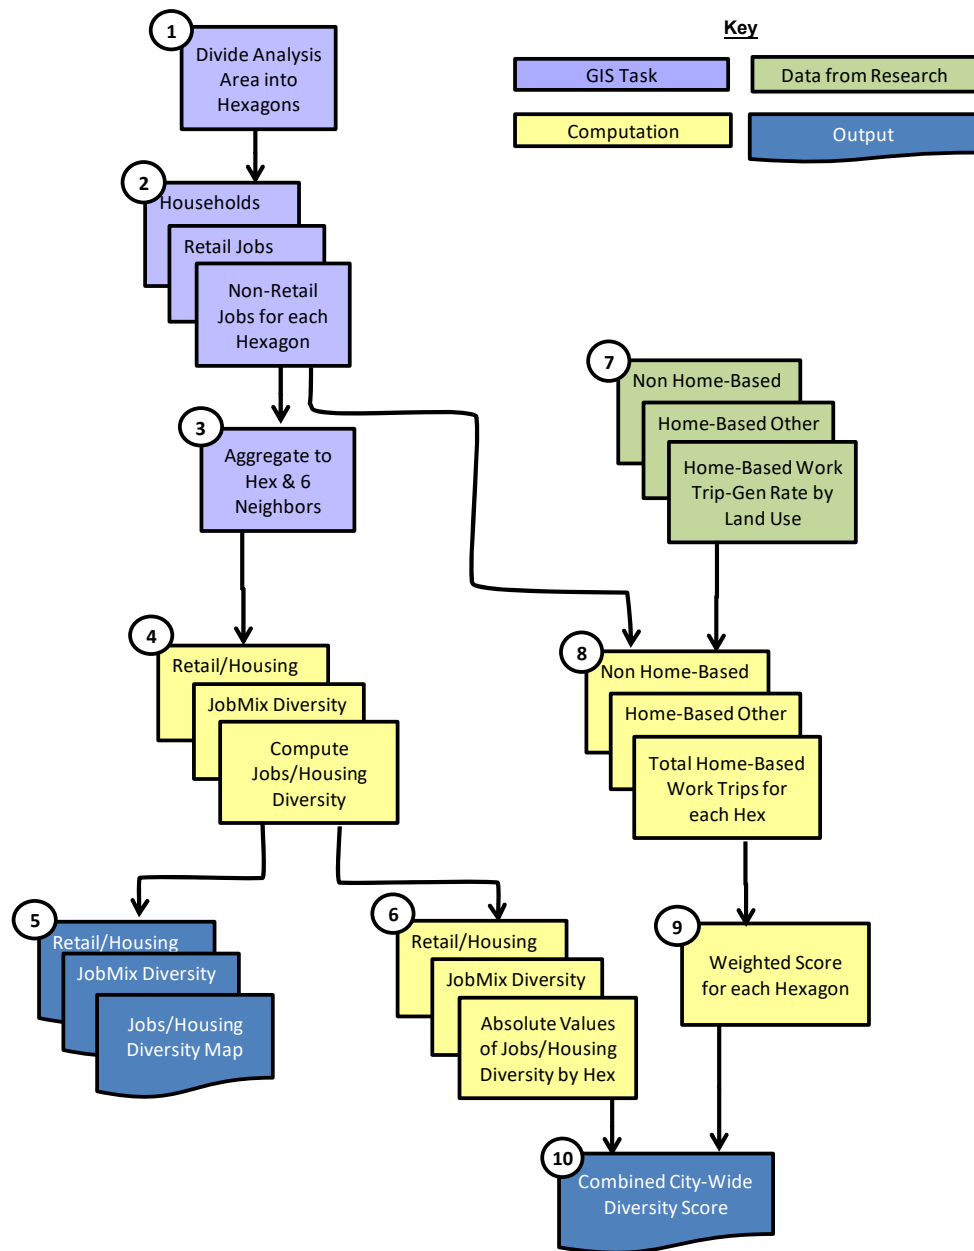 Key
GIS Task
Data from Research
Computation
Output
1
Divide Analysis
Area into
Hexagons
2
Households
Retail Jobs
Non-Retail
Jobs for each
Hexagon
3
Aggregate to
Hex & 6
Neighbors
7
Non Home-Based
Home-Based Other
Home-Based Work
Trip-Gen Rate by
Land Use
4
Retail/Housing
JobMix Diversity
Compute
Jobs/Housing
Diversity
8
Non Home-Based
Home-Based Other
Total Home-Based
Work Trips for
each Hex
5
Retail/Housing
JobMix Diversity
Jobs/Housing
Diversity Map
6
Retail/Housing
JobMix Diversity
Absolute Values
of Jobs/Housing
Diversity by Hex
9
Weighted Score
for each Hexagon
10
Combined City-Wide
Diversity Score